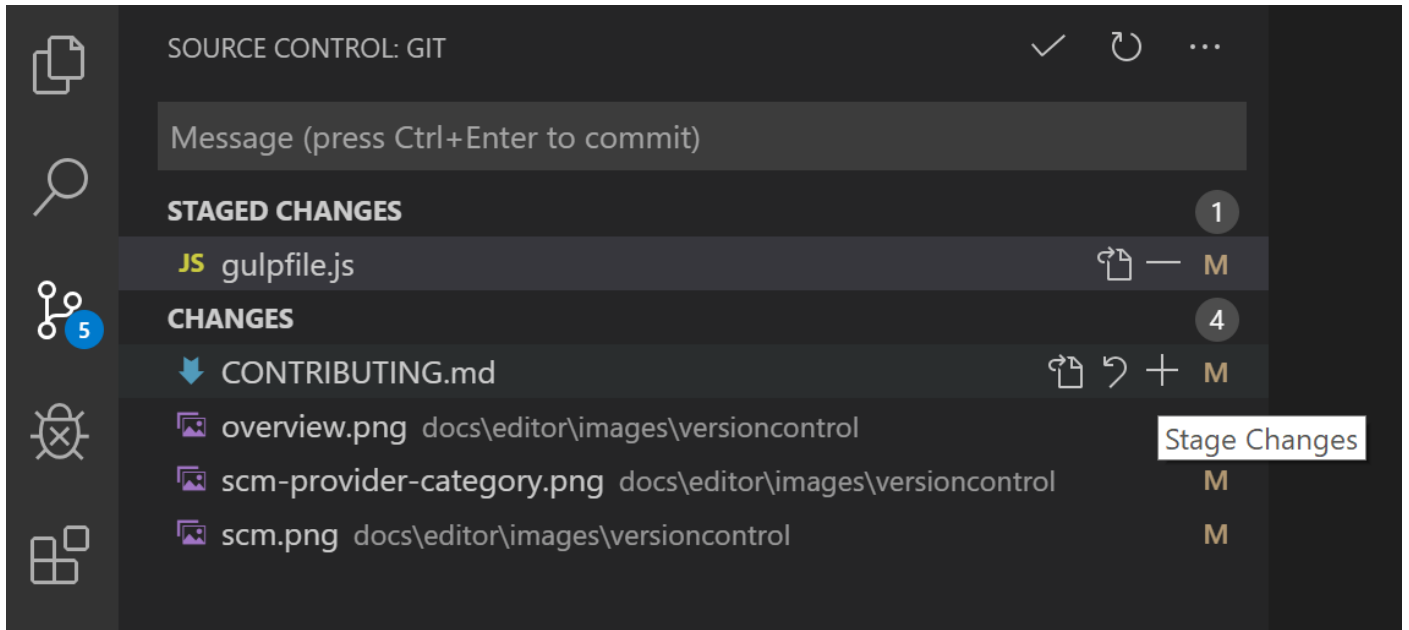 SOURCE CONTROL: GIT
Message (press Ctrl+Enter to commit)
STAGED CHANGES 1
JS gulpfile.js M
CHANGES 4
5
CONTRIBUTING.md M
overview.png docs\editor\images\versioncontrol
Stage Changes
scm-provider-category.png docs\editor\images\versioncontrol M
scm.png docs\editor\images\versioncontrol M